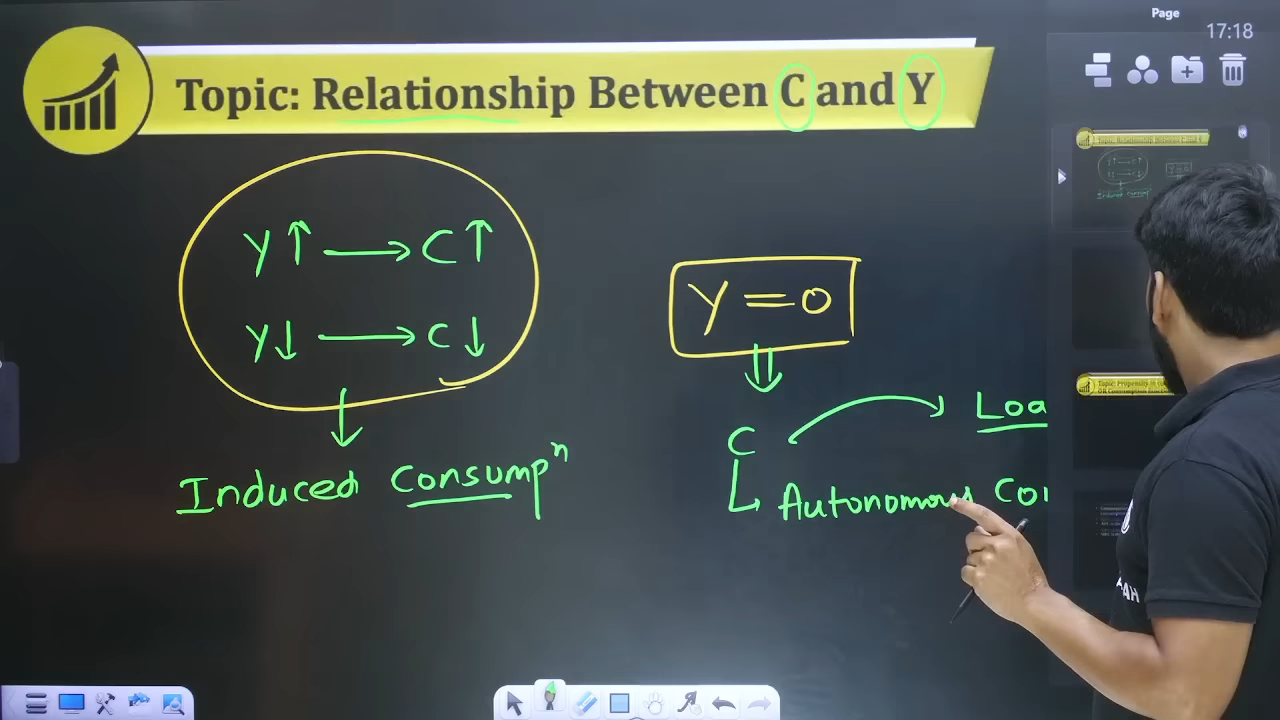 Page
17:18
Topic: Relationship Between C and Y
Y↑ → C↑
Y↓ → C↓
Induced Consumpⁿ
Y = 0
C
Loa
Autonomous Co